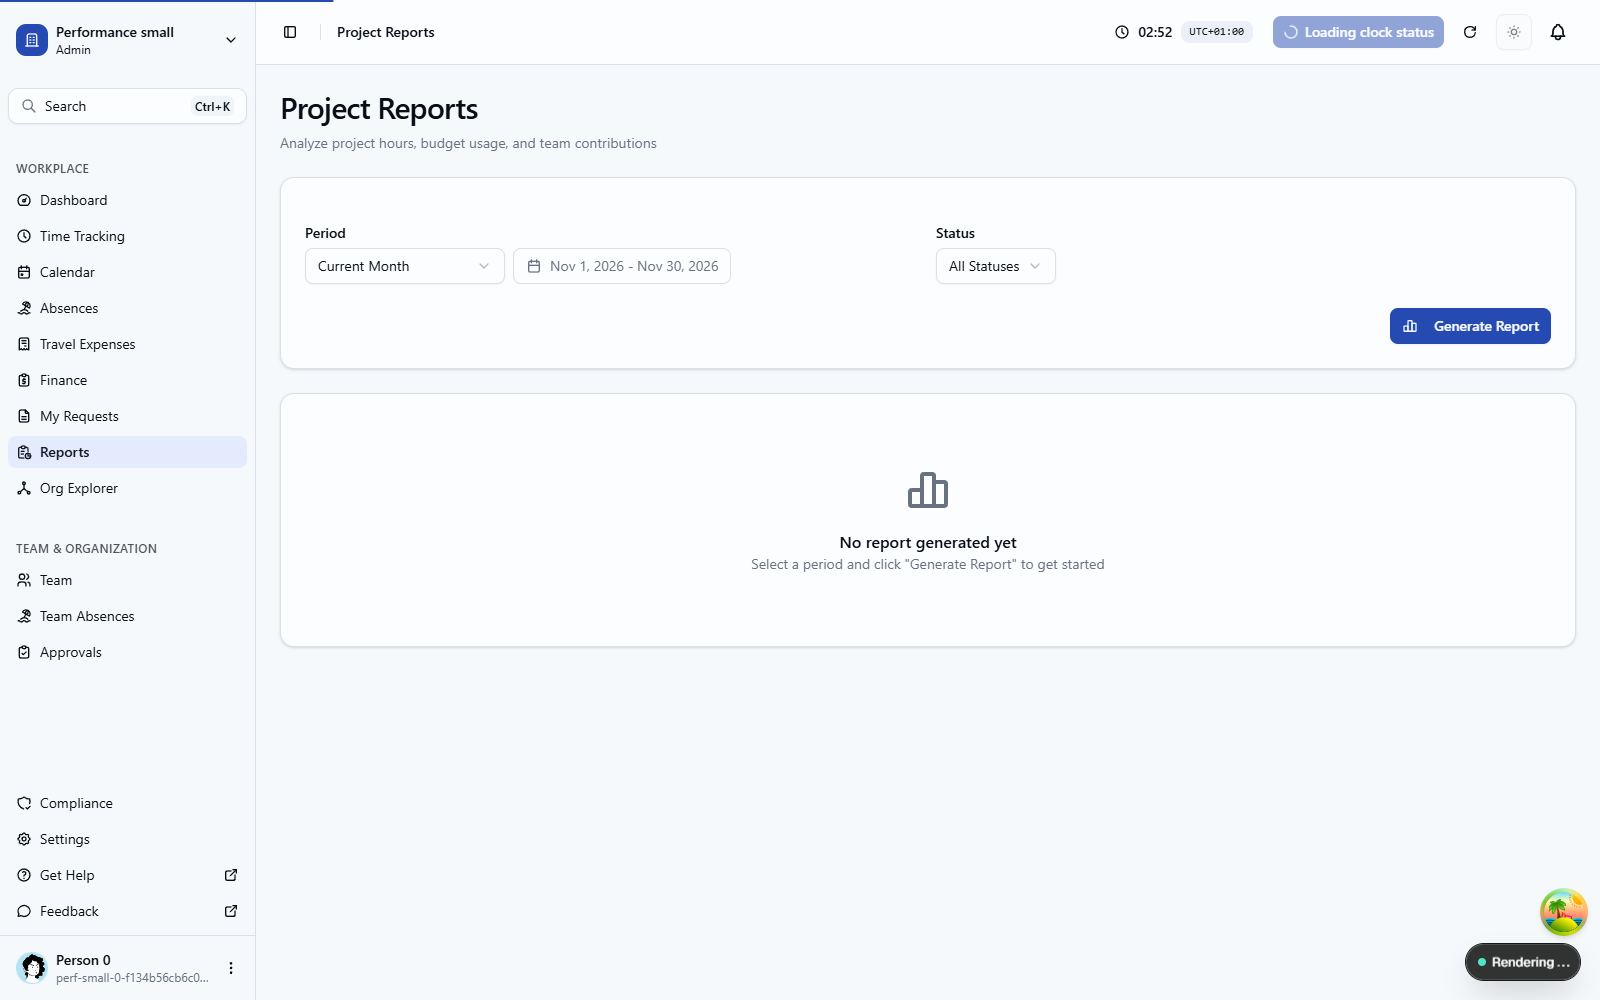 Performance small
Admin
Search
Ctrl+K
WORKPLACE
Dashboard
Time Tracking
Calendar
Absences
Travel Expenses
Finance
My Requests
Reports
Org Explorer
TEAM & ORGANIZATION
Team
Team Absences
Approvals
Compliance
Settings
Get Help
Feedback
Person 0
perf-small-0-f134b56cb6c0...
Project Reports
02:52
UTC+01:00
Loading clock status
Project Reports
Analyze project hours, budget usage, and team contributions
Period
Status
Current Month
Nov 1, 2026 - Nov 30, 2026
All Statuses
Generate Report
No report generated yet
Select a period and click "Generate Report" to get started
Rendering ...